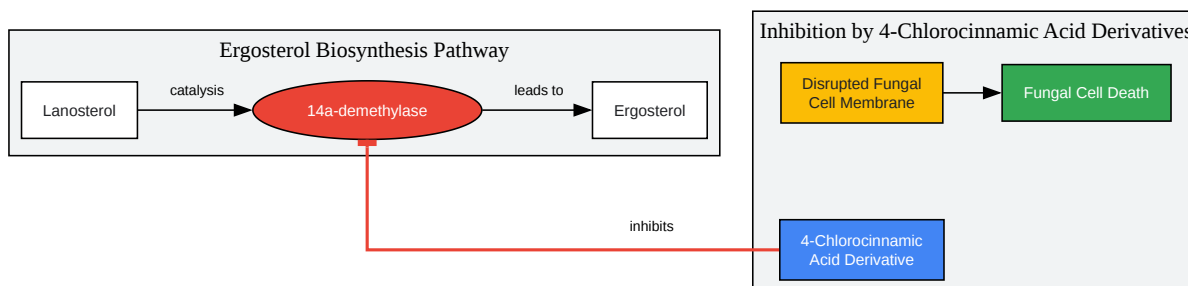 Ergosterol Biosynthesis Pathway
Lanosterol
catalysis
14a-demethylase
leads to
Ergosterol
Inhibition by 4-Chlorocinnamic Acid Derivatives
Disrupted Fungal
Cell Membrane
Fungal Cell Death
inhibits
4-Chlorocinnamic
Acid Derivative